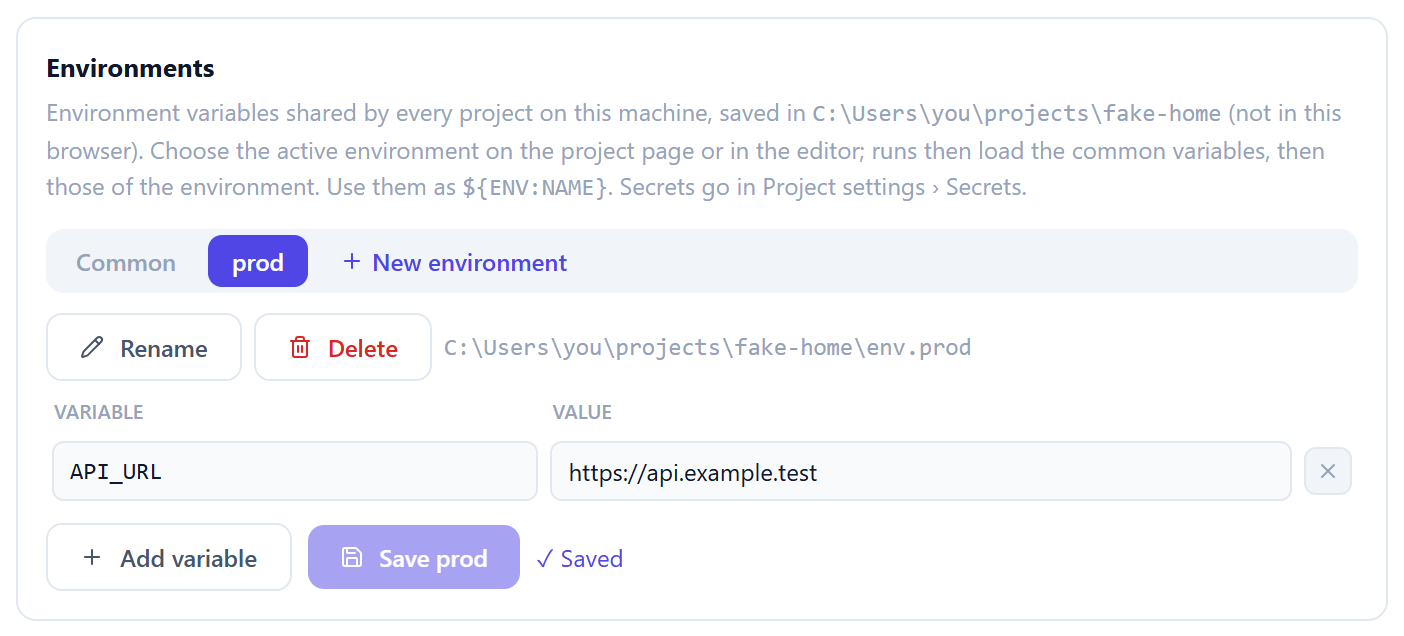 Environments
Environment variables shared by every project on this machine, saved in C:\Users\you\projects\fake-home (not in this
browser). Choose the active environment on the project page or in the editor; runs then load the common variables, then
those of the environment. Use them as ${ENV:NAME}. Secrets go in Project settings › Secrets.
Common prod + New environment
Rename Delete C:\Users\you\projects\fake-home\env.prod
VARIABLE VALUE
API_URL https://api.example.test
+ Add variable Save prod ✓ Saved